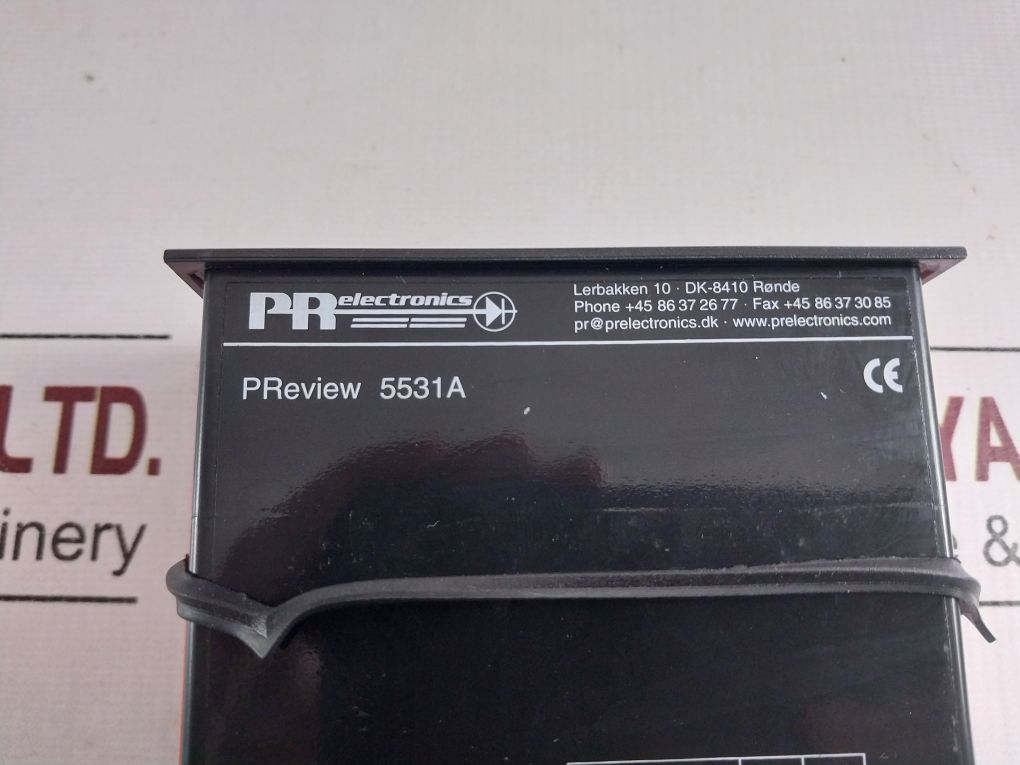 PR electronics
Lerbakken 10 · DK-8410 Rønde
Phone +45 86 37 26 77 · Fax +45 86 37 30 85
pr@prelectronics.dk · www.prelectronics.com
PReview 5531A
CE
LTD.
YA
inery
&